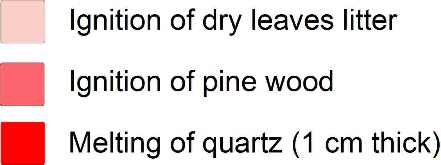 Ignition of dry leaves litter
Ignition of pine wood
Melting of quartz (1 cm thick)